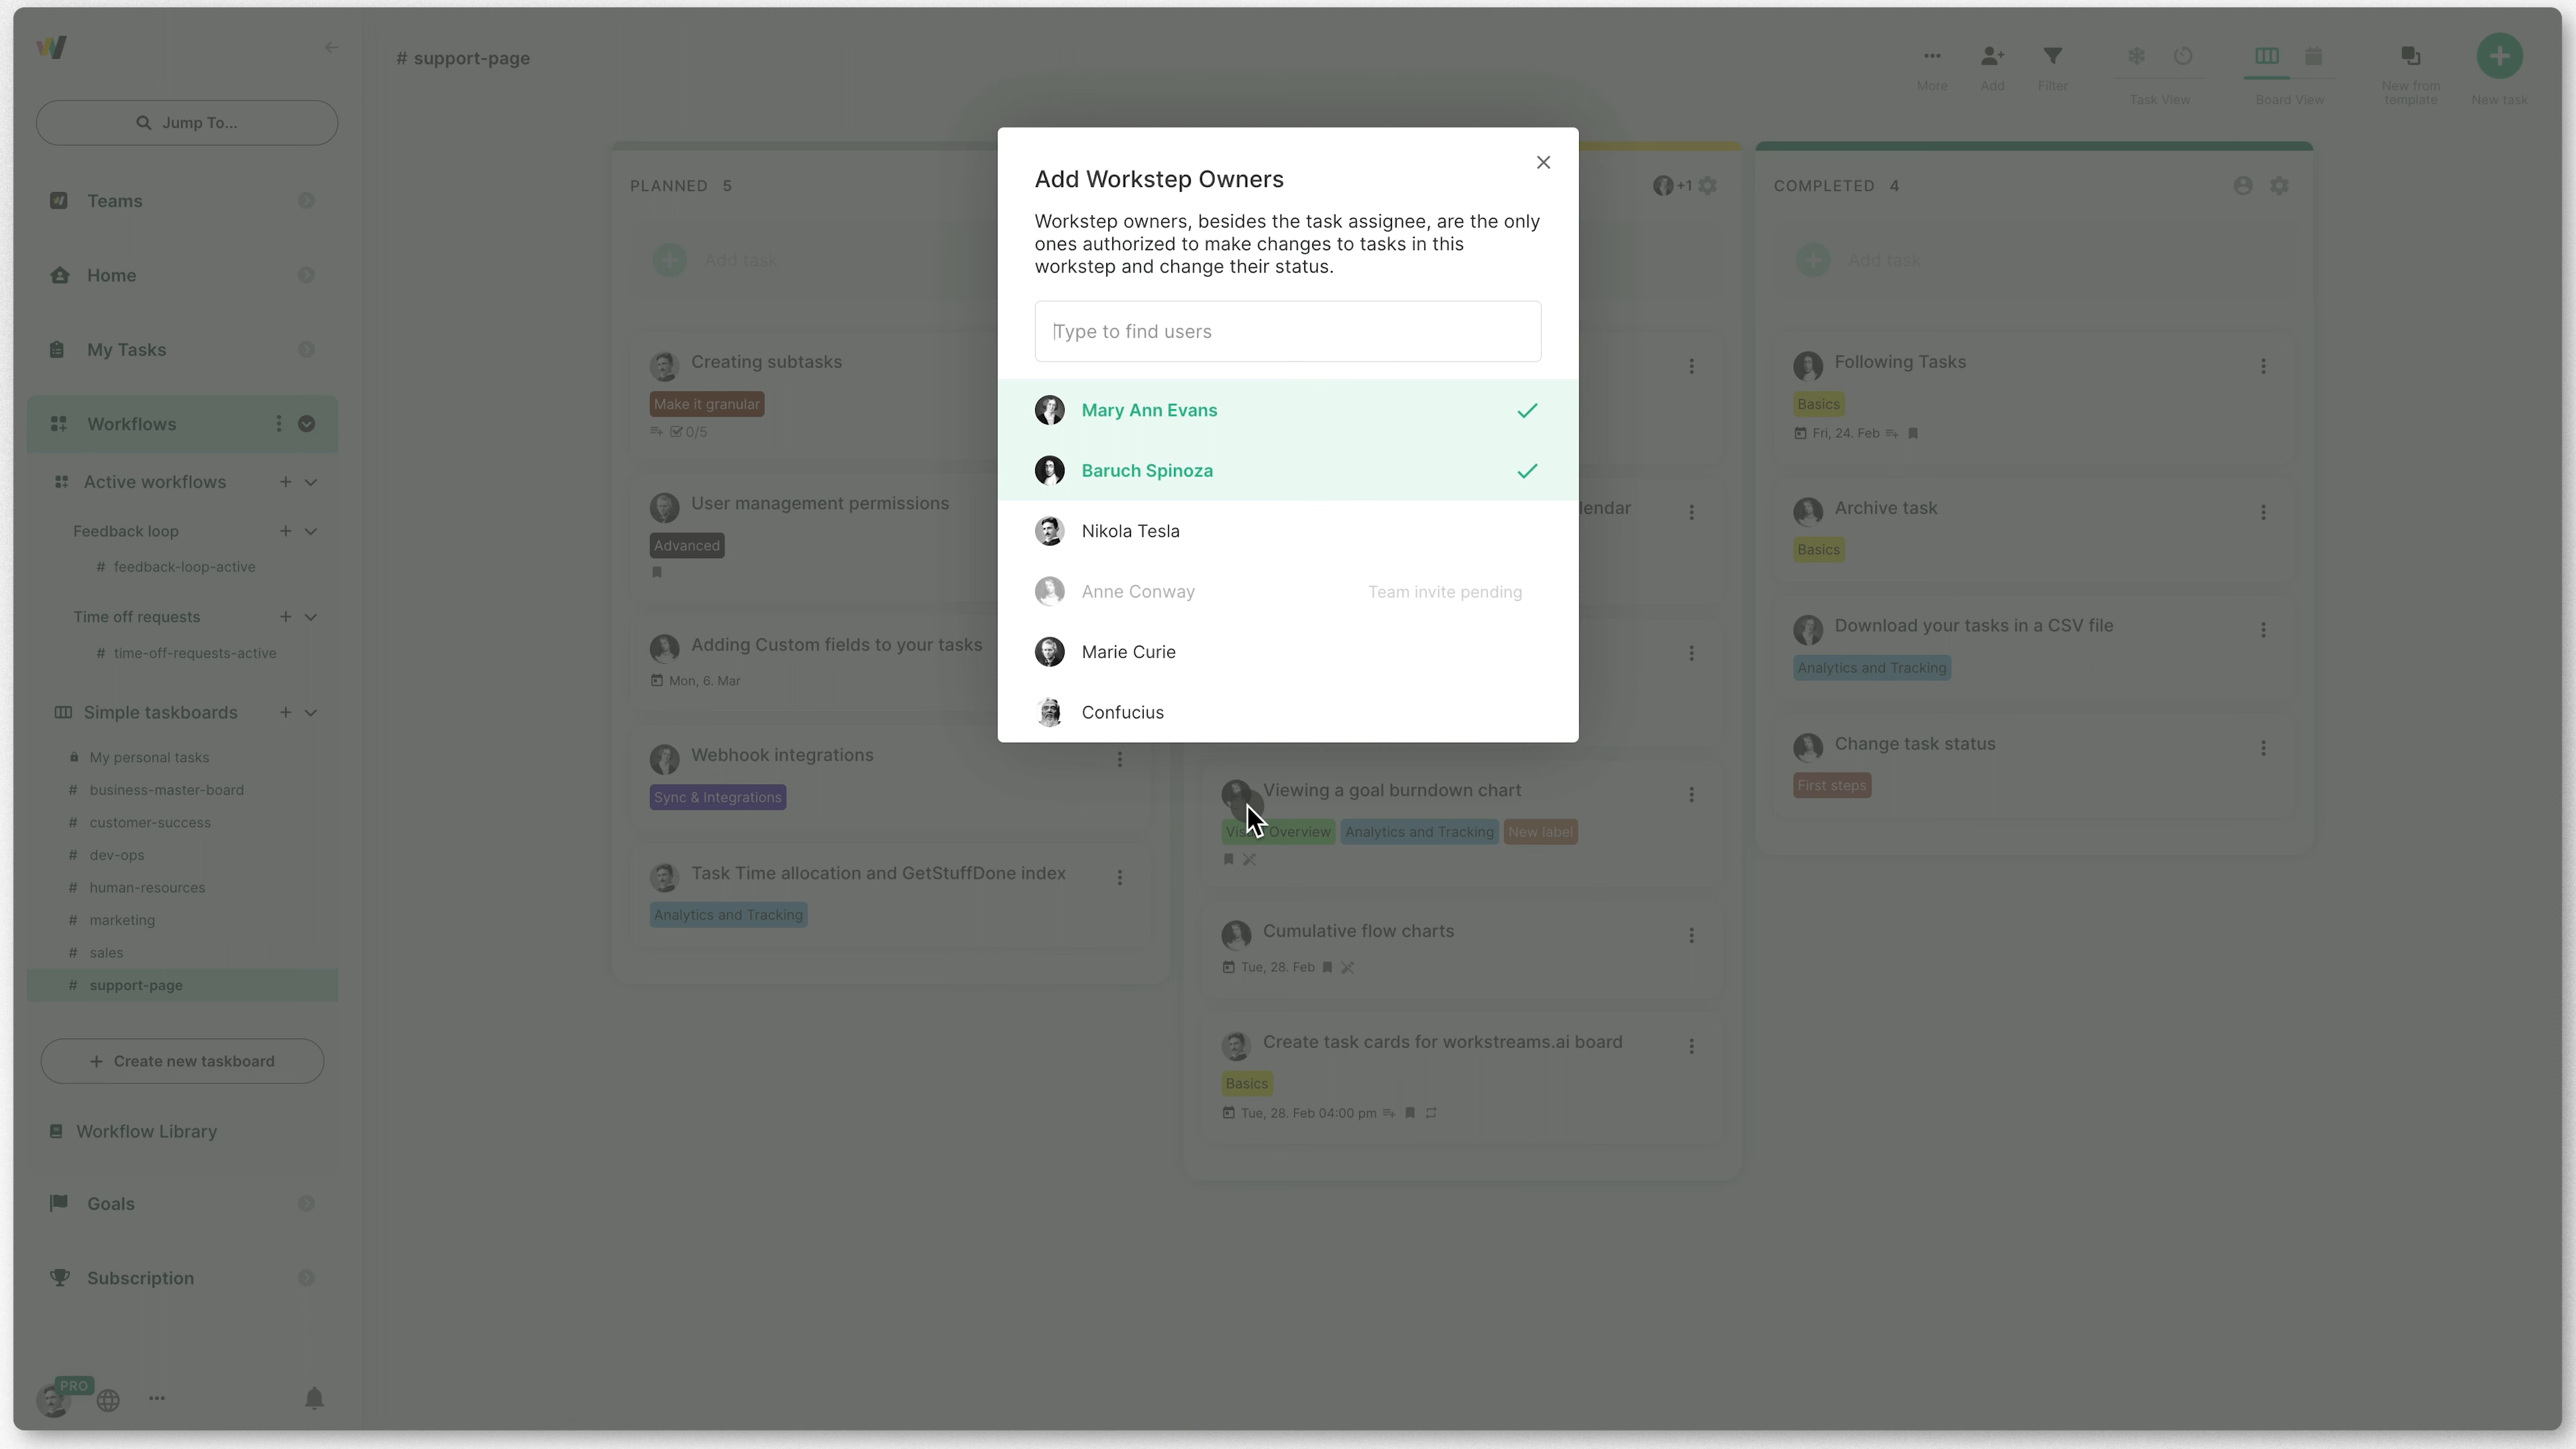 Jump To...
Teams
Home
My Tasks
Workflows
Active workflows
Feedback loop
# feedback-loop-active
Time off requests
# time-off-requests-active
Simple taskboards
My personal tasks
# business-master-board
# customer-success
# dev-ops
# human-resources
# marketing
# sales
# support-page
Create new taskboard
Workflow Library
Goals
Subscription
PRO
# support-page
More
Add
Filter
Task View
Board View
New from
template
New task
PLANNED 5
Add task
Creating subtasks
Make it granular
0/5
User management permissions
Advanced
Adding Custom fields to your tasks
Mon, 6. Mar
Webhook integrations
Sync & Integrations
Task Time allocation and GetStuffDone index
Analytics and Tracking
Add Workstep Owners
Workstep owners, besides the task assignee, are the only
ones authorized to make changes to tasks in this
workstep and change their status.
Type to find users
Mary Ann Evans
Baruch Spinoza
Nikola Tesla
Anne Conway Team invite pending
Marie Curie
Confucius
+1
lendar
Viewing a goal burndown chart
Overview Analytics and Tracking New label
Cumulative flow charts
Tue, 28. Feb
Create task cards for workstreams.ai board
Basics
Tue, 28. Feb 04:00 pm
COMPLETED 4
Add task
Following Tasks
Basics
Fri, 24. Feb
Archive task
Basics
Download your tasks in a CSV file
Analytics and Tracking
Change task status
First steps